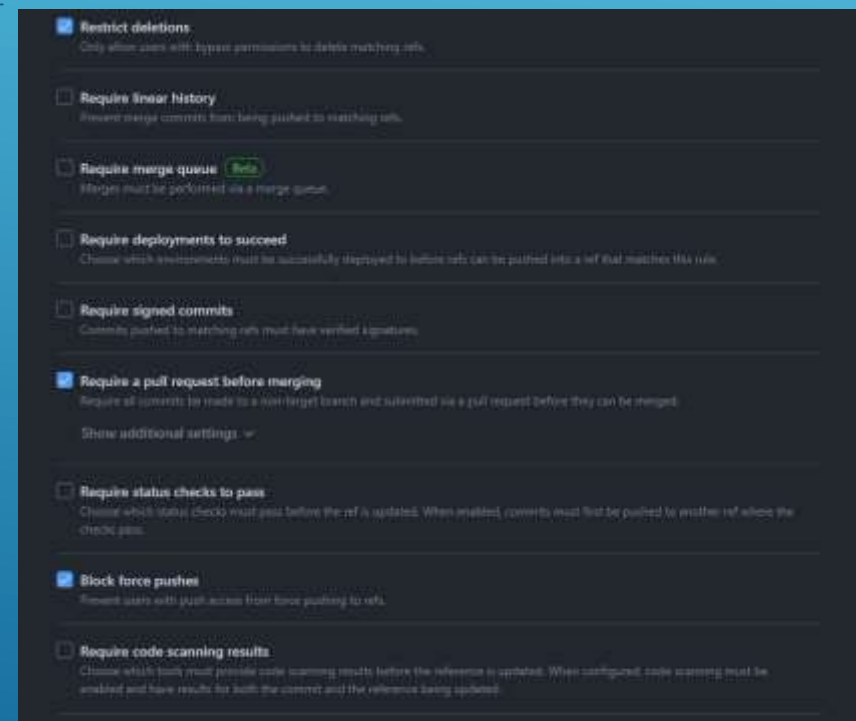 Restrict deletions
Only allow users with bypass permissions to delete matching refs.
Require linear history
Prevent merge commits from being pushed to matching refs.
Require merge queue Beta
Merges must be performed via a merge queue.
Require deployments to succeed
Choose which environments must be successfully deployed to before refs can be pushed into a ref that matches this rule.
Require signed commits
Commits pushed to matching refs must have verified signatures.
Require a pull request before merging
Require all commits be made to a non-target branch and submitted via a pull request before they can be merged.
Show additional settings
Require status checks to pass
Choose which status checks must pass before the ref is updated. When enabled, commits must first be pushed to another ref where the
checks pass.
Block force pushes
Prevent users with push access from force pushing to refs.
Require code scanning results
Choose which tools must provide code scanning results before the reference is updated. When configured, code scanning must be
enabled and have results for both the commit and the reference being updated.